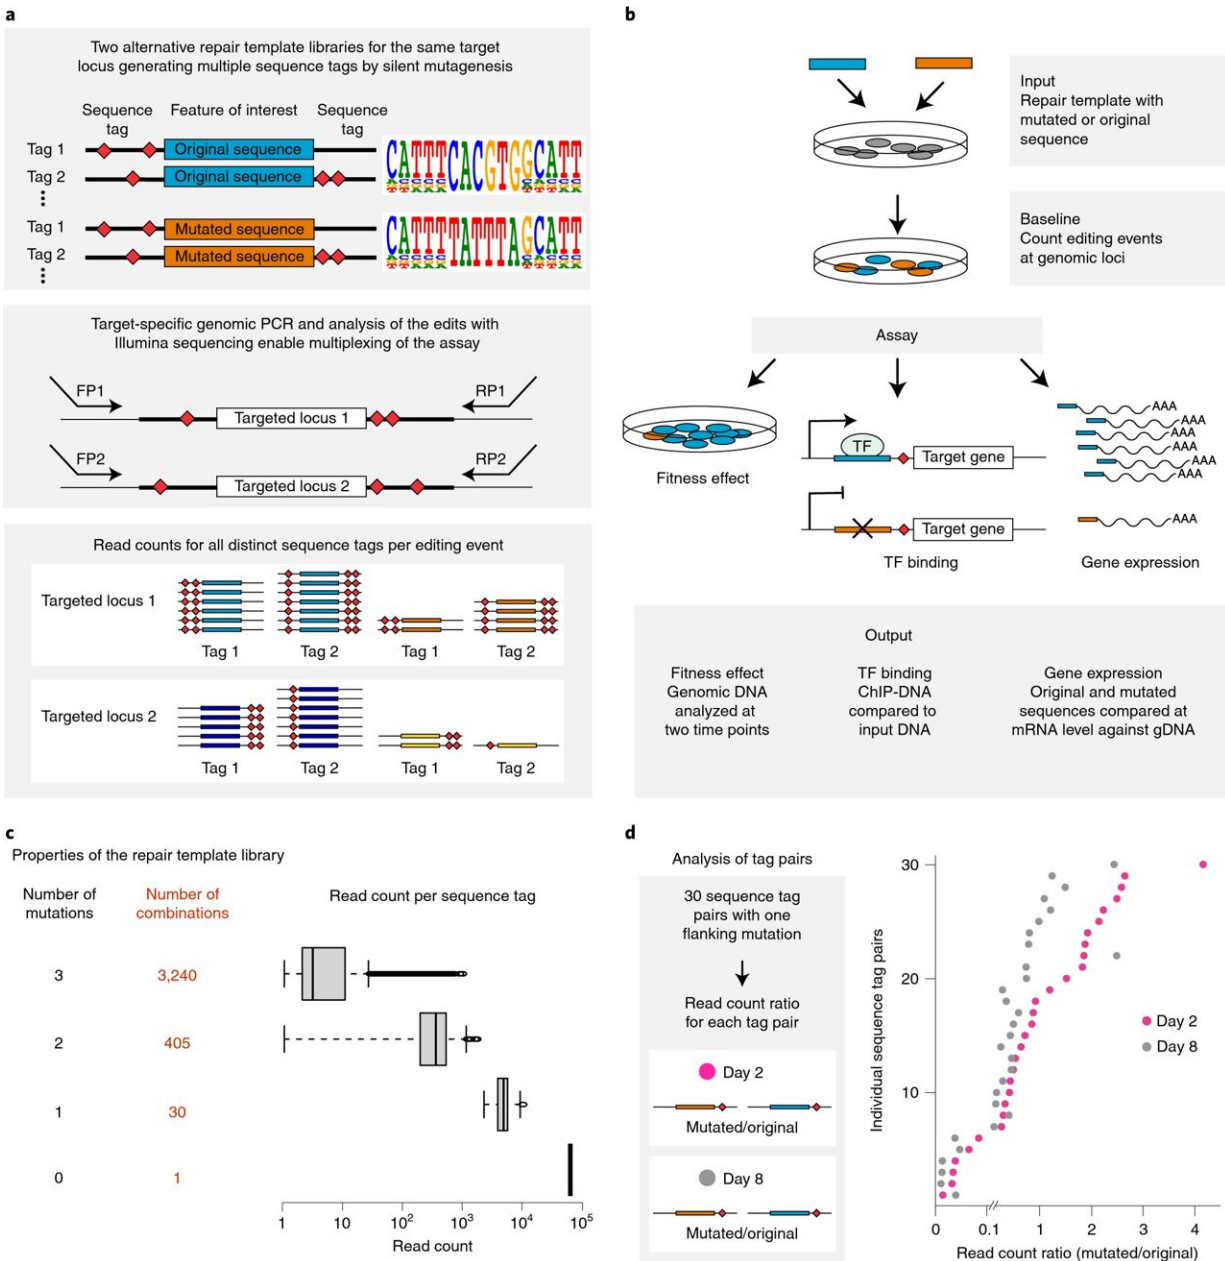 a
Two alternative repair template libraries for the same target
locus generating multiple sequence tags by silent mutagenesis
Sequence tag
Feature of interest
Sequence tag
Tag 1
Original sequence
Tag 2
Original sequence
Tag 1
Mutated sequence
Tag 2
Mutated sequence
CATTTCACGTGGCATT
CATTTTATTTAGCATT
Target-specific genomic PCR and analysis of the edits with
Illumina sequencing enable multiplexing of the assay
FP1
RP1
Targeted locus 1
FP2
RP2
Targeted locus 2
Read counts for all distinct sequence tags per editing event
Targeted locus 1
Tag 1 Tag 2 Tag 1 Tag 2
Targeted locus 2
Tag 1 Tag 2 Tag 1 Tag 2
b
Input
Repair template with
mutated or original
sequence
Baseline
Count editing events
at genomic loci
Assay
Fitness effect
TF
Target gene
Target gene
TF binding
AAA
AAA
AAA
AAA
AAA
AAA
AAA
Gene expression
Output
Fitness effect
Genomic DNA
analyzed at
two time points
TF binding
ChIP-DNA
compared to
input DNA
Gene expression
Original and mutated
sequences compared at
mRNA level against gDNA
c
Properties of the repair template library
Number of
mutations
Number of
combinations
Read count per sequence tag
3 3,240
2 405
1 30
0 1
1 10 10² 10³ 10⁴ 10⁵
Read count
d
Analysis of tag pairs
30 sequence tag
pairs with one
flanking mutation
Read count ratio
for each tag pair
Day 2
Mutated/original
Day 8
Mutated/original
Individual sequence tag pairs
30
20
10
Day 2
Day 8
0 0.1 1 2 3 4
Read count ratio (mutated/original)